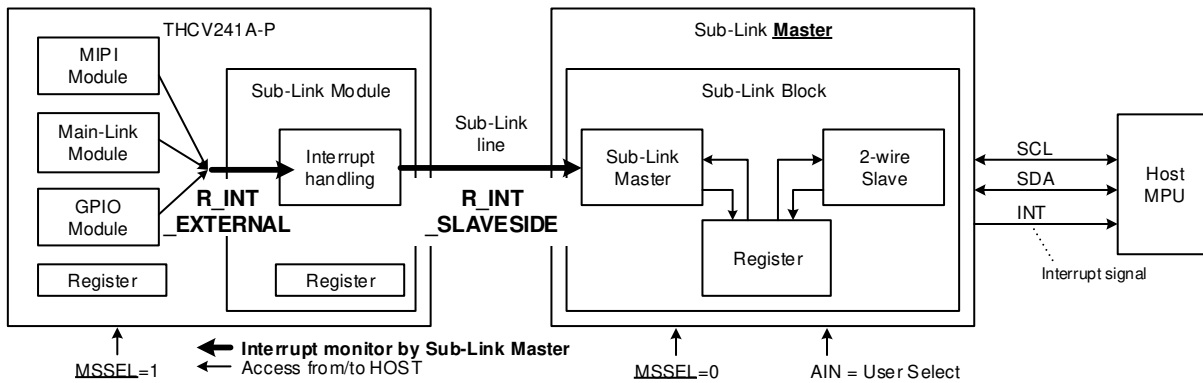 THCV241A-P
MIPI
Module
Main-Link
Module
GPIO
Module
Register
Sub-Link Module
Interrupt
handling
Register
R_INT
_EXTERNAL
Sub-Link
line
R_INT
_SLAVESIDE
Sub-Link Master
Sub-Link Block
Sub-Link
Master
2-wire
Slave
Register
SCL
SDA
INT
Interrupt signal
Host
MPU
MSSEL=1
Interrupt monitor by Sub-Link Master
Access from/to HOST
MSSEL=0
AIN = User Select